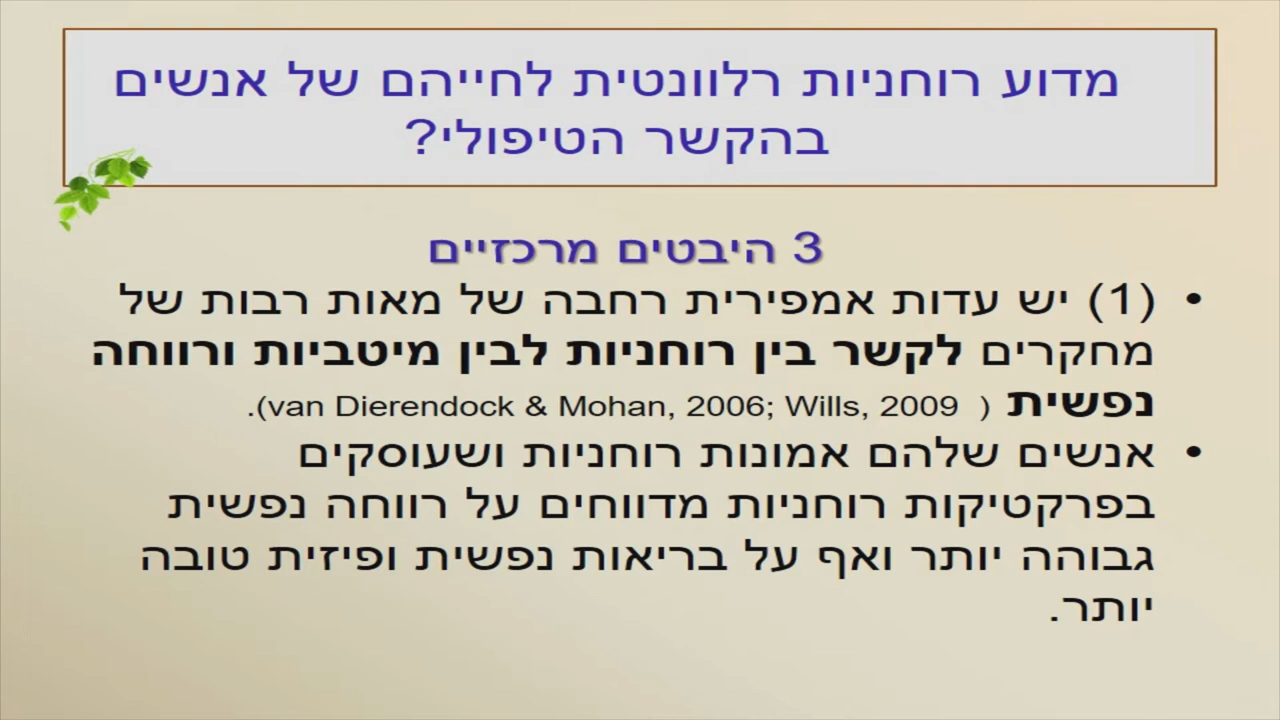 מדוע רוחניות רלוונטית לחייהם של אנשים
בהקשר הטיפולי?
3 היבטים מרכזיים
• (1) יש עדות אמפירית רחבה של מאות רבות של
מחקרים לקשר בין רוחניות לבין מיטביות ורווחה
נפשית (van Dierendock & Mohan, 2006; Wills, 2009).
• אנשים שלהם אמונות רוחניות ושעוסקים
בפרקטיקות רוחניות מדווחים על רווחה נפשית
גבוהה יותר ואף על בריאות נפשית ופיזית טובה
יותר.